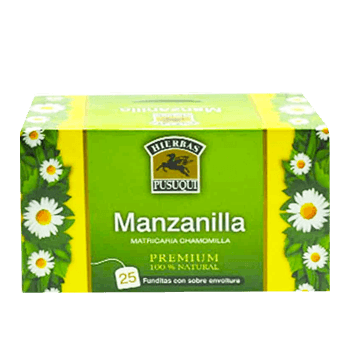 Manzanilla
HIERBAS
PUSUQUI
Manzanilla
MATRICARIA CHAMOMILLA
PREMIUM
100 % NATURAL
25
Funditas con sobre envoltura